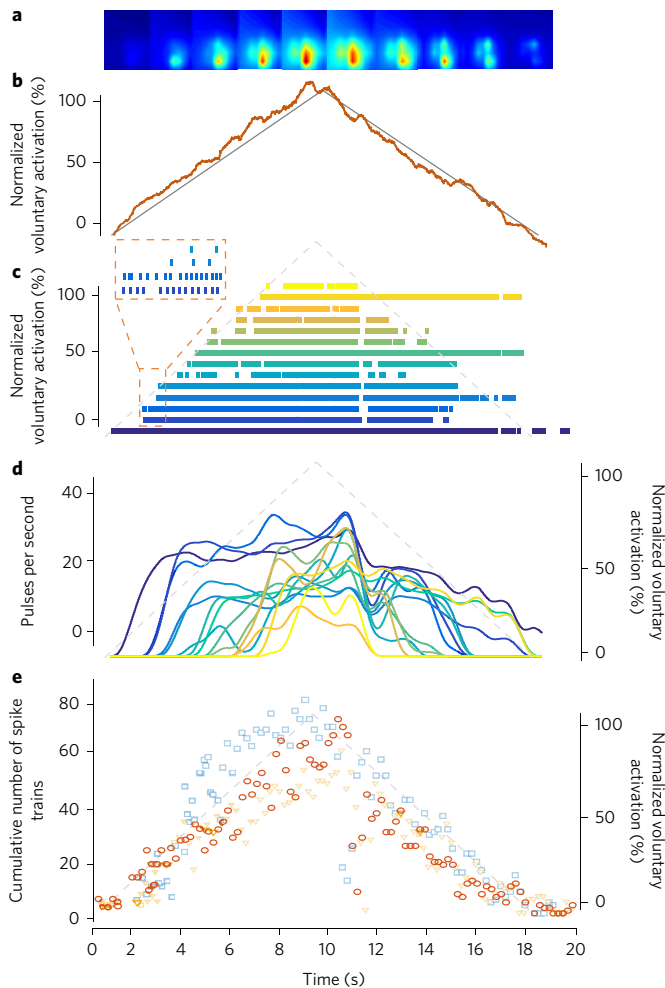 a
b
Normalized
voluntary activation (%)
100
50
0
c
Normalized
voluntary activation (%)
100
50
0
d
Pulses per second
40
20
0
100
50
0
Normalized voluntary
activation (%)
e
Cumulative number of spike
trains
80
60
40
20
0
100
50
0
Normalized voluntary
activation (%)
0 2 4 6 8 10 12 14 16 18 20
Time (s)